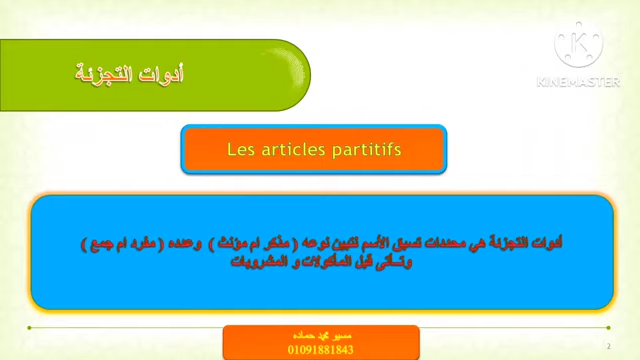 أدوات التجزئة
KINEMASTER
Les articles partitifs
أدوات التجزئة هي محددات تسبق الأسم لتبين نوعه ( مذكر ام مؤنث ) وعدده ( مفرد ام جمع )
وتأتى قبل المأكولات و المشروبات
مسيو محمد حماده
01091881843
2